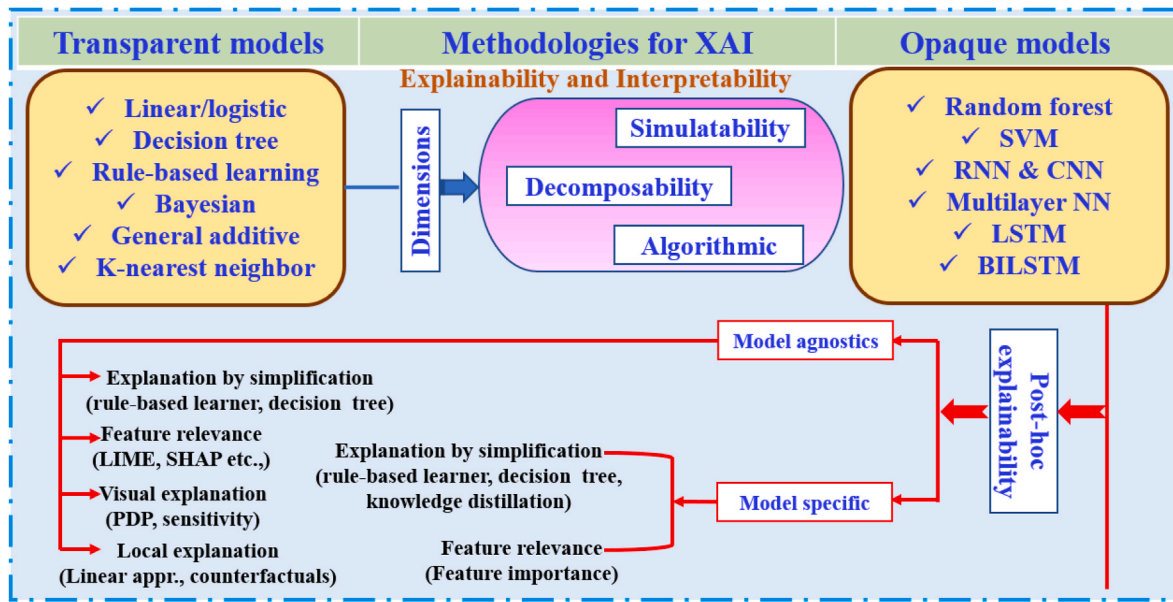 Transparent models
Methodologies for XAI
Opaque models
Explainability and Interpretability
✓ Linear/logistic
✓ Decision tree
✓ Rule-based learning
✓ Bayesian
✓ General additive
✓ K-nearest neighbor
Dimensions
Simulatability
Decomposability
Algorithmic
✓ Random forest
✓ SVM
✓ RNN & CNN
✓ Multilayer NN
✓ LSTM
✓ BILSTM
Post-hoc
explainability
Model agnostics
Explanation by simplification
(rule-based learner, decision tree)
Feature relevance
(LIME, SHAP etc.,)
Visual explanation
(PDP, sensitivity)
Local explanation
(Linear appr., counterfactuals)
Model specific
Explanation by simplification
(rule-based learner, decision tree,
knowledge distillation)
Feature relevance
(Feature importance)